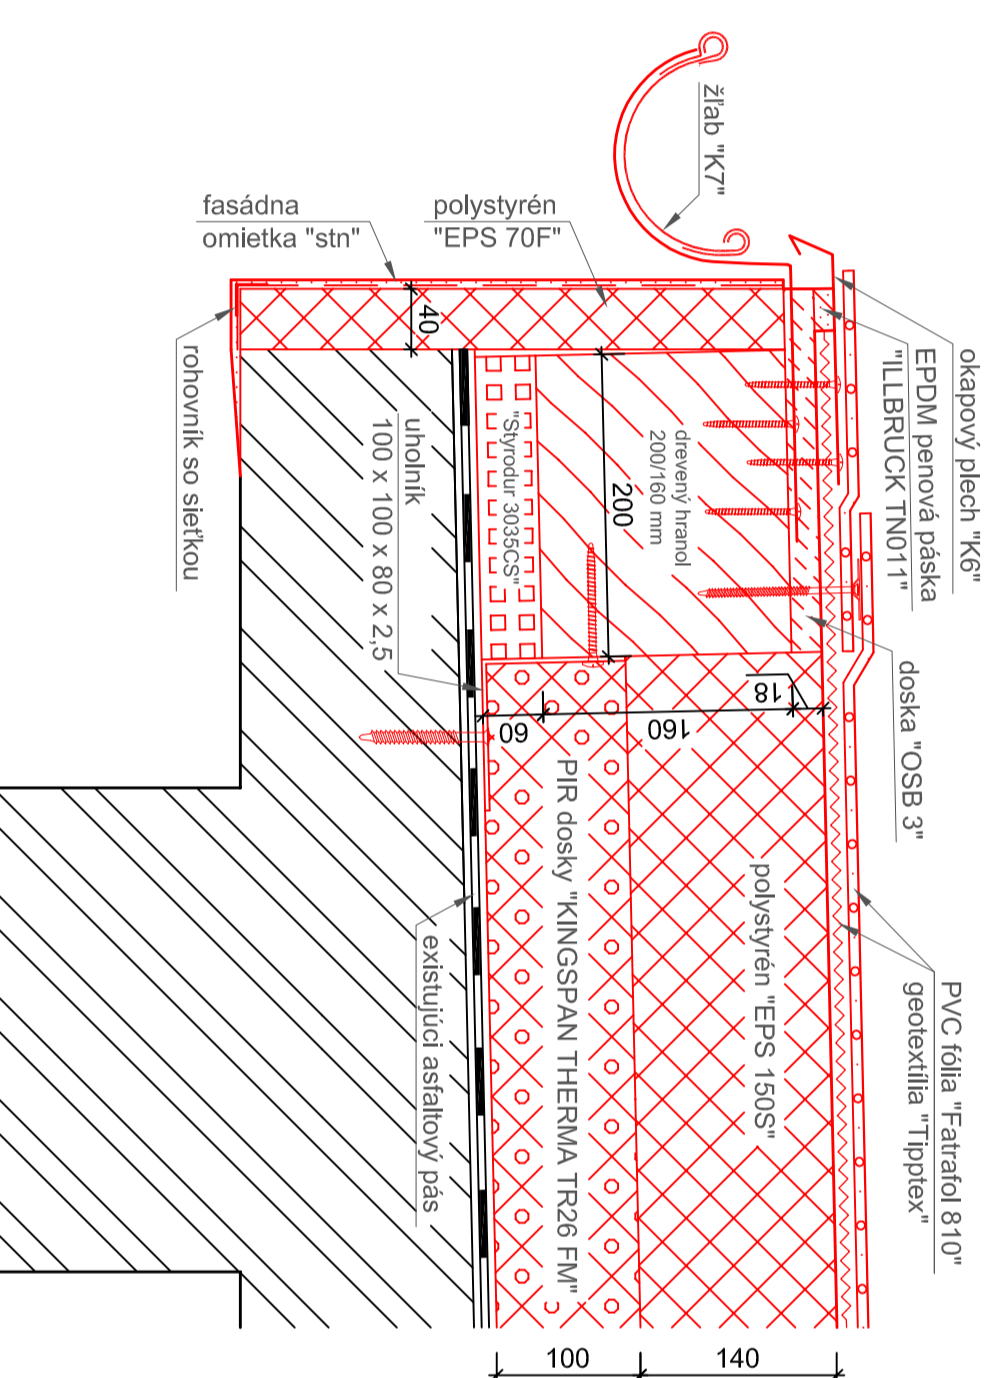 žľab "K7"
okapový plech "K6"
EPDM penová páska
"ILLBRUCK TN011"
doska "OSB 3"
PVC fólia "Fatrafol 810"
geotextília "Tipptex"
polystyrén
"EPS 70F"
fasádna
omietka "stn"
40
rohovník so sieťkou
uholník
100 x 100 x 80 x 2,5
"Styrodur 3035CS"
drevený hranol
200/160 mm
200
18
160
60
polystyrén "EPS 150S"
PIR dosky "KINGSPAN THERMA TR26 FM"
existujúci asfaltový pás
100
140